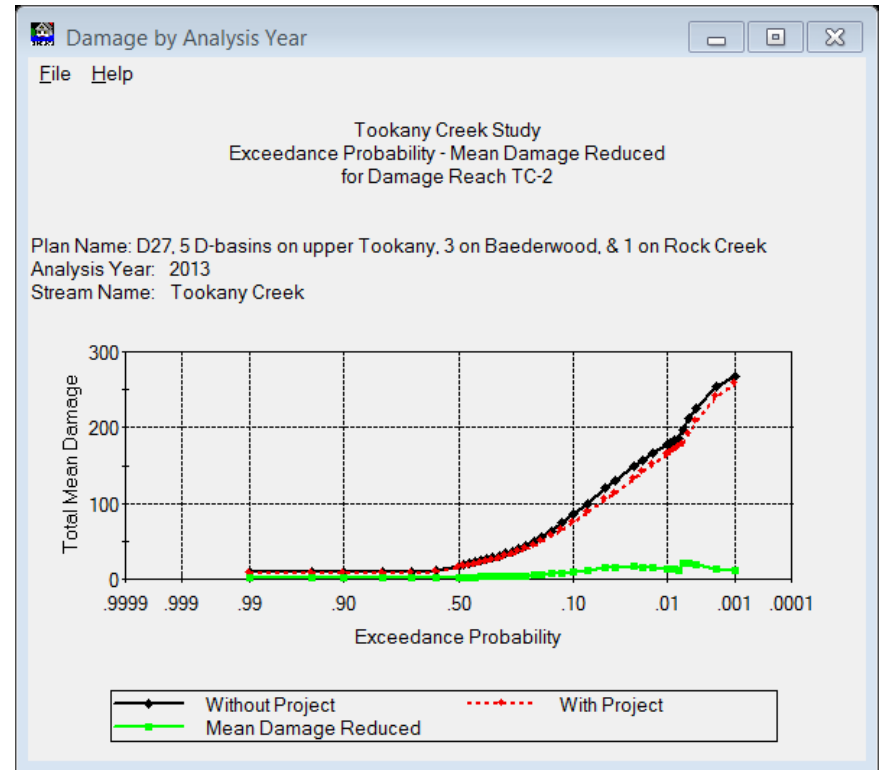 Damage by Analysis Year
File Help
Tookany Creek Study
Exceedance Probability - Mean Damage Reduced
for Damage Reach TC-2
Plan Name: D27, 5 D-basins on upper Tookany, 3 on Baederwood, & 1 on Rock Creek
Analysis Year: 2013
Stream Name: Tookany Creek
Total Mean Damage
300
200
100
0
.9999 .999 .99 .90 .50 .10 .01 .001 .0001
Exceedance Probability
Without Project With Project
Mean Damage Reduced